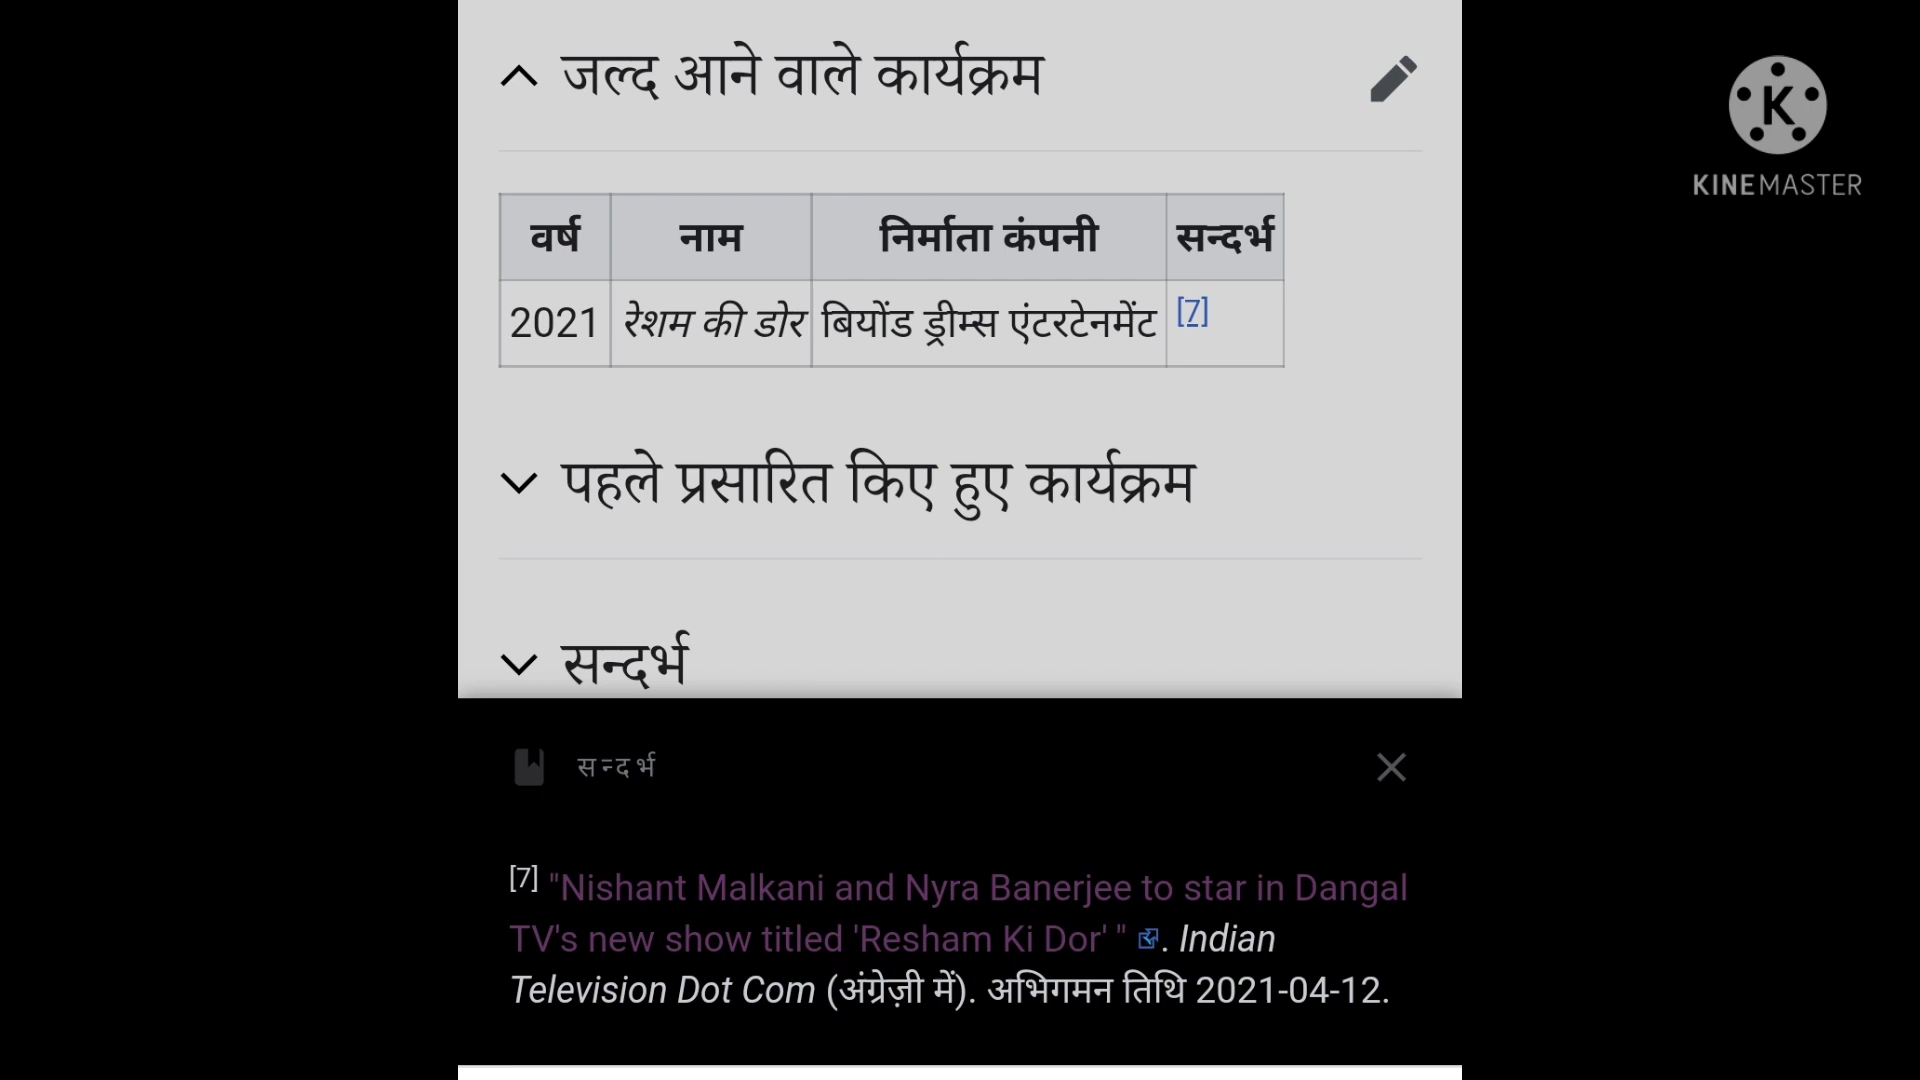 जल्द आने वाले कार्यक्रम
K
KINEMASTER
वर्ष नाम निर्माता कंपनी सन्दर्भ
2021 रेशम की डोर बियोंड ड्रीम्स एंटरटेनमेंट [7]
पहले प्रसारित किए हुए कार्यक्रम
सन्दर्भ
सन्दर्भ
[7] "Nishant Malkani and Nyra Banerjee to star in Dangal
TV's new show titled 'Resham Ki Dor' " . Indian
Television Dot Com (अंग्रेज़ी में). अभिगमन तिथि 2021-04-12.